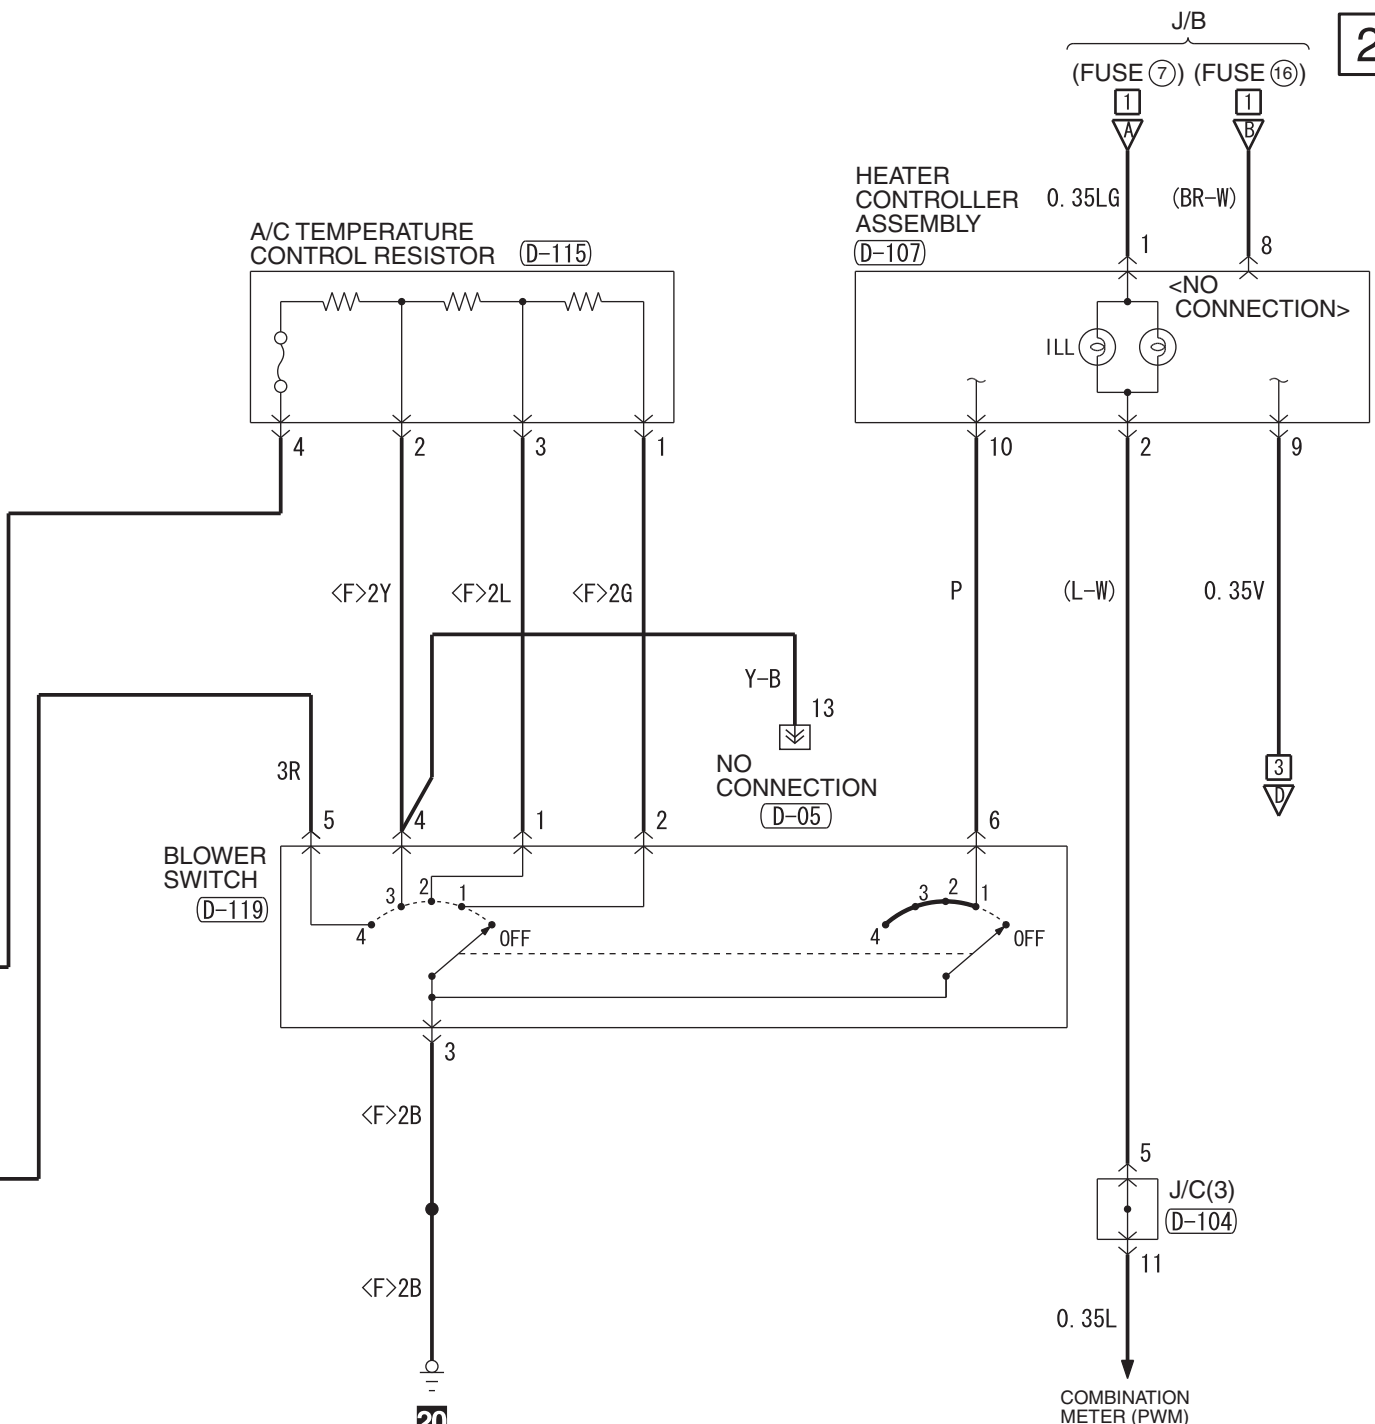 J/B
2
(FUSE 7) (FUSE 16)
1 1
A B
HEATER
CONTROLLER
ASSEMBLY
D-107
0.35LG (BR-W)
1 8
A/C TEMPERATURE
CONTROL RESISTOR D-115
<NO
CONNECTION>
ILL
4 2 3 1 10 2 9
<F>2Y <F>2L <F>2G P (L-W) 0.35V
Y-B
13
3R
NO
CONNECTION
D-05
3
D
5 4 1 2 6
BLOWER
SWITCH
D-119
4 3 2 1 OFF
4 3 2 1 OFF
3
<F>2B
5
J/C(3)
D-104
11
<F>2B
0.35L
20
COMBINATION
METER (PWM)